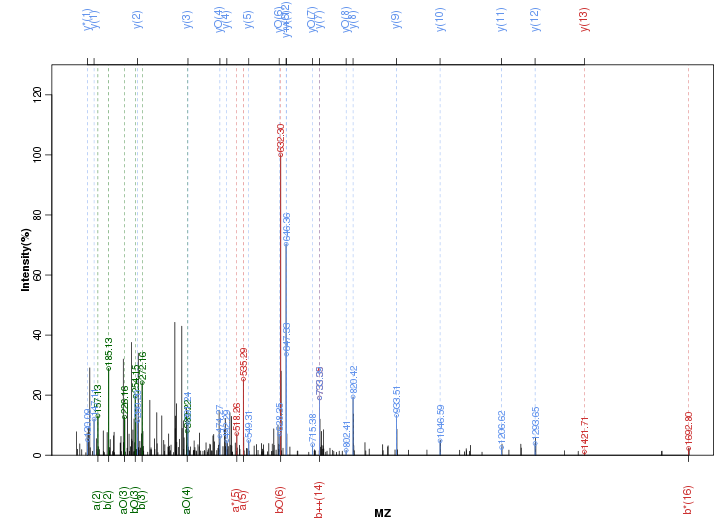 y*(1)
y(1)
y(2)
y(3)
yO(4)
y(4)
y(5)
yO(6)
y(7)
yO(7)
yO(8)
y(8)
y(9)
y(10)
y(11)
y(12)
y(13)
120
100
80
60
40
20
0
Intensity(%)
157.13
185.13
228.18
254.15
272.16
518.28
535.29
549.31
632.30
646.36
647.33
715.38
733.39
802.41
820.42
933.51
1046.59
1206.62
1293.65
1421.71
1692.80
a(2)
b(2)
aO(3)
bO(3)
b(3)
aO(4)
a*(5)
a(5)
bO(6)
b++(14)
b*(16)
MZ